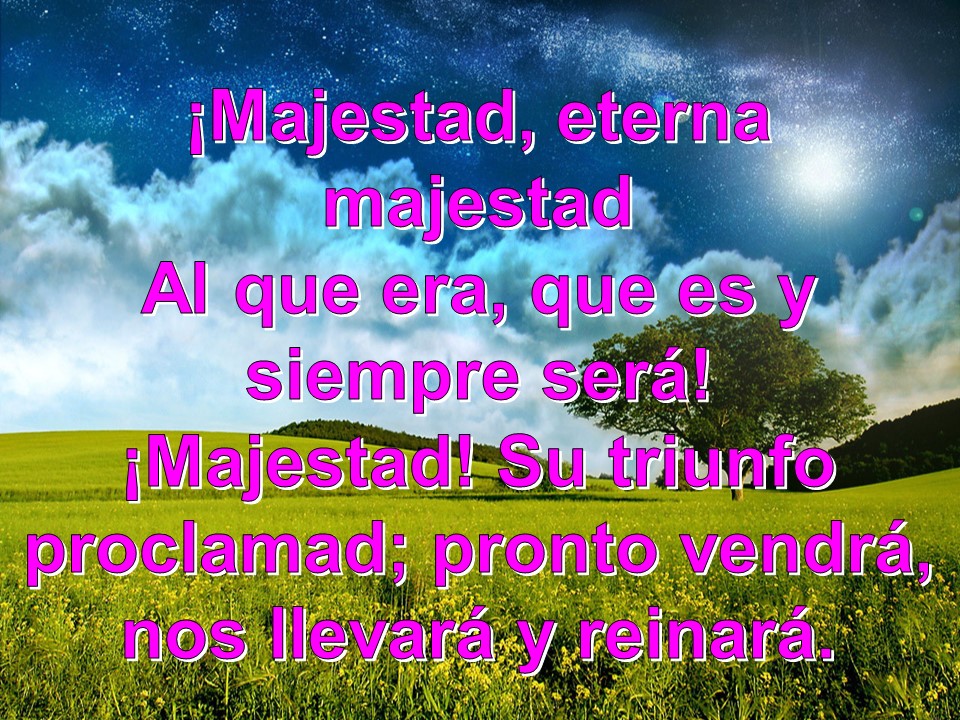 ¡Majestad, eterna
majestad
Al que era, que es y
siempre será!
¡Majestad! Su triunfo
proclamad; pronto vendrá,
nos llevará y reinará.